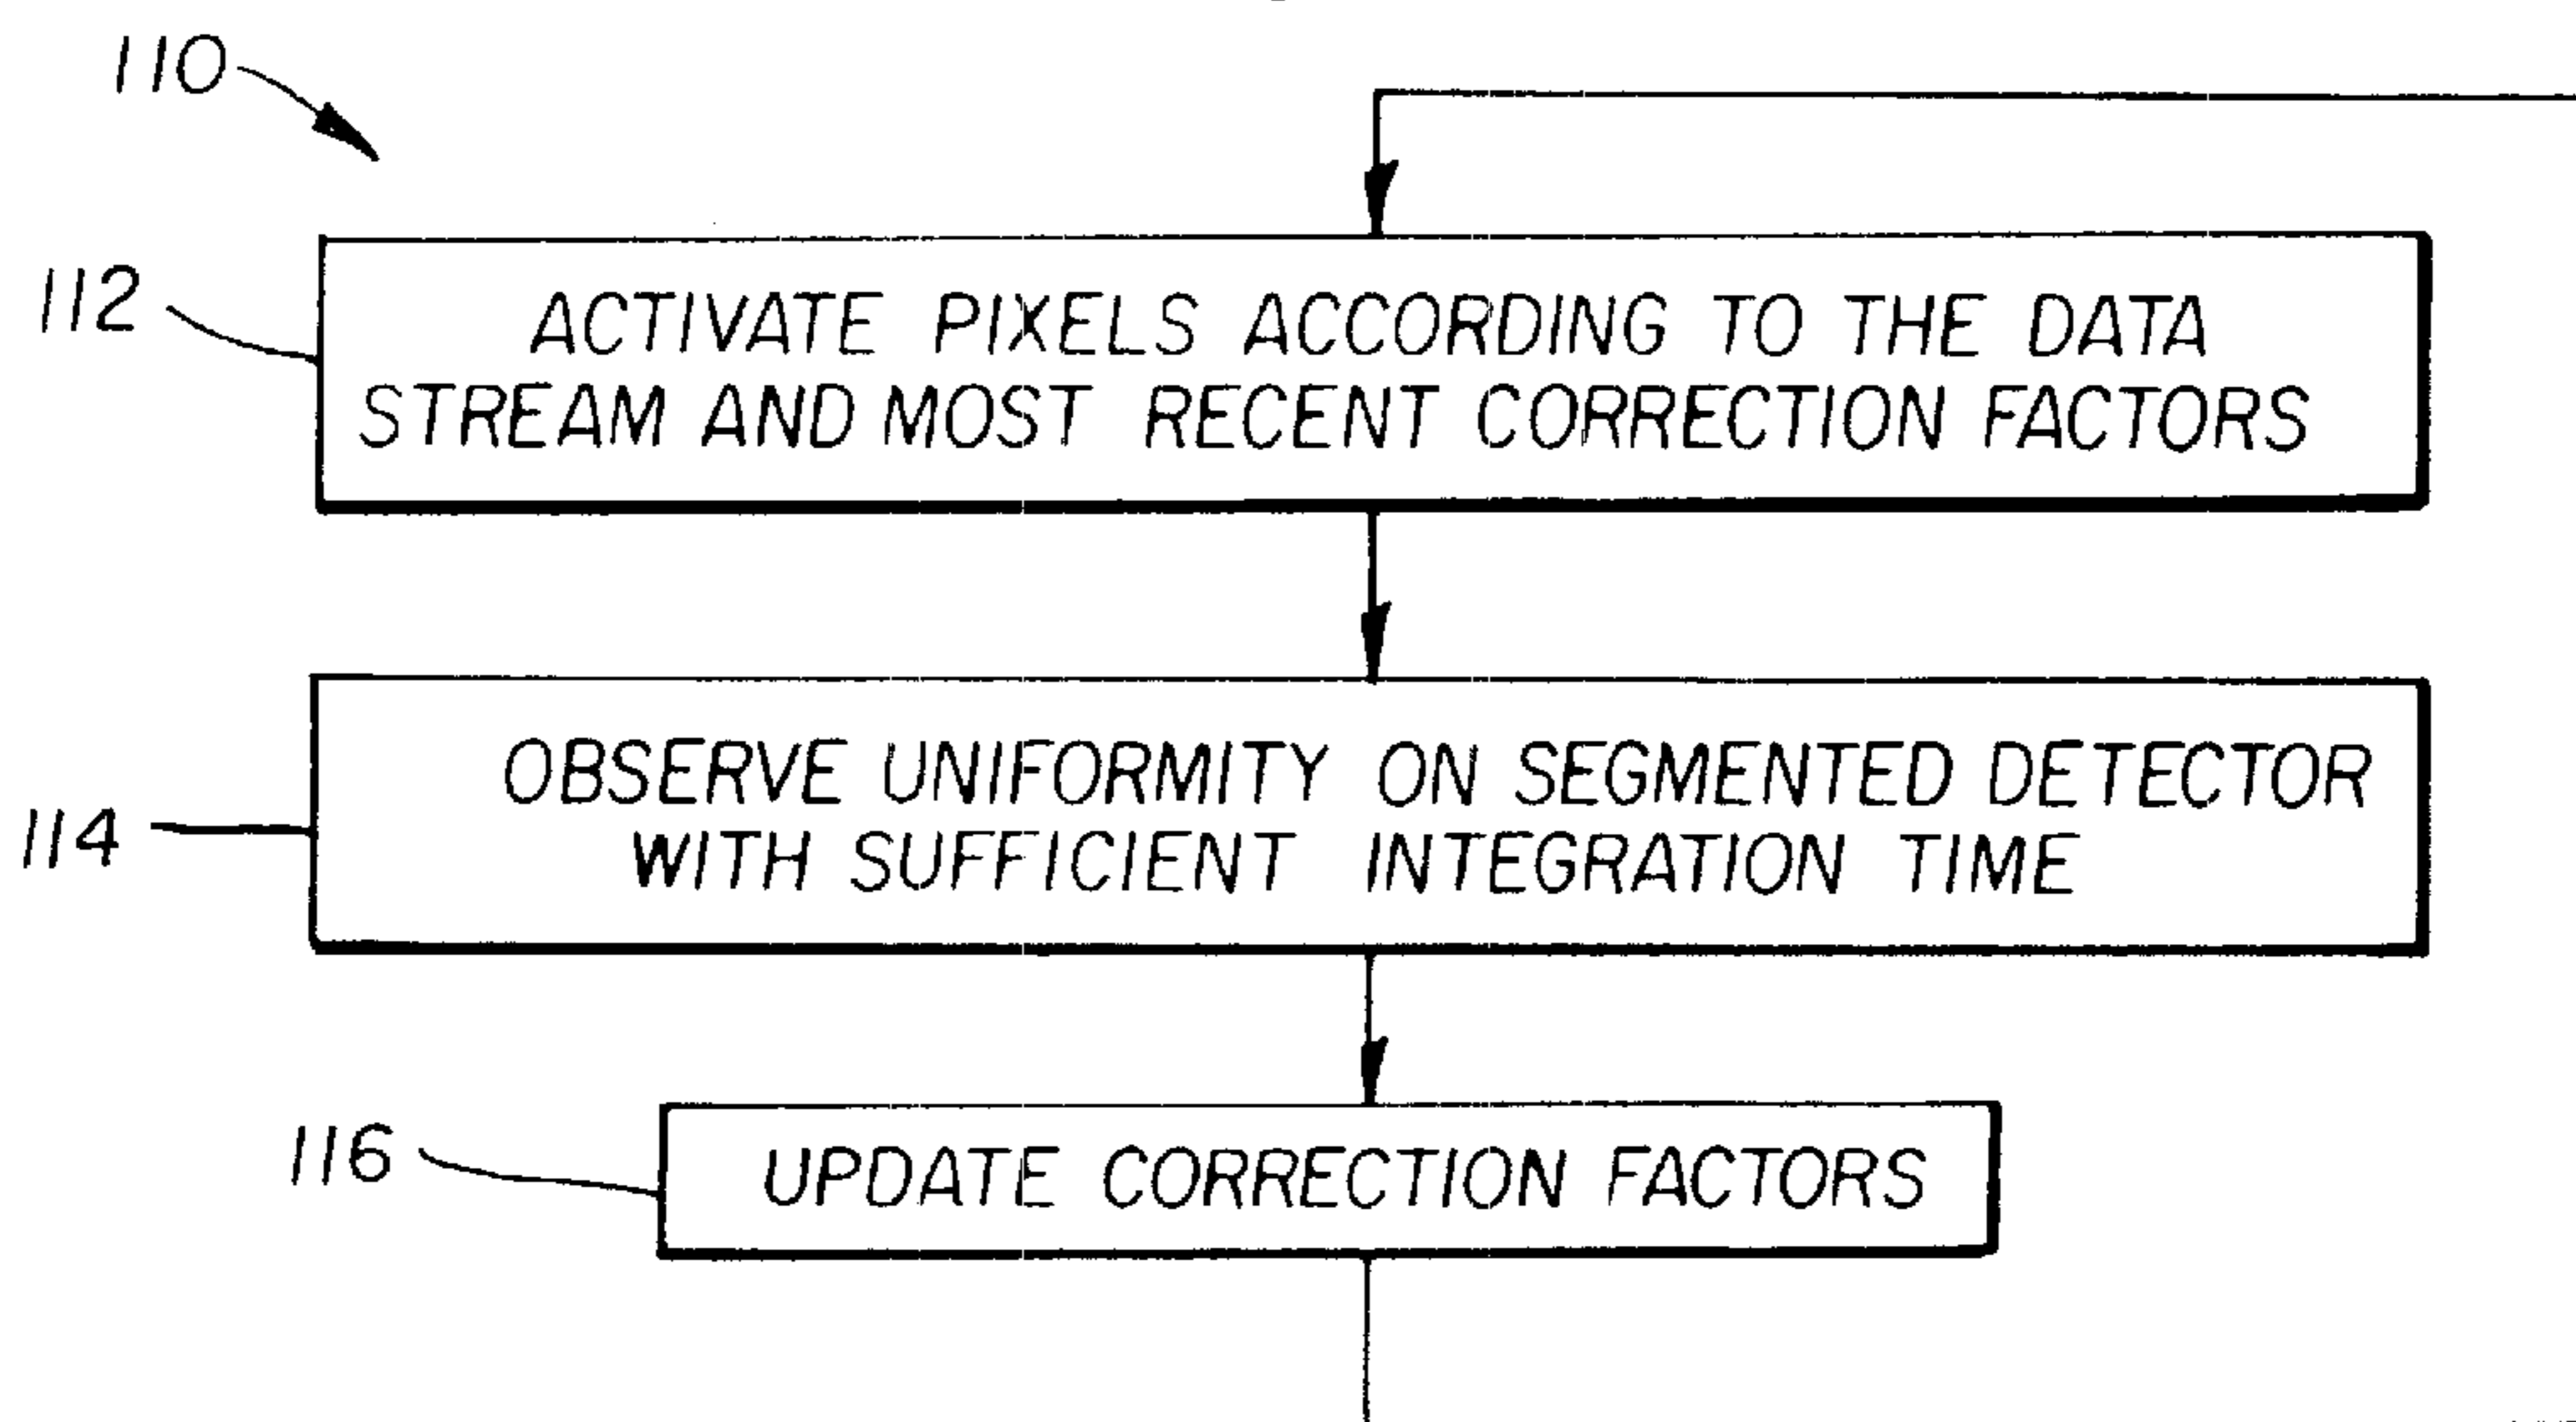 110
112
ACTIVATE PIXELS ACCORDING TO THE DATA
STREAM AND MOST RECENT CORRECTION FACTORS
114
OBSERVE UNIFORMITY ON SEGMENTED DETECTOR
WITH SUFFICIENT INTEGRATION TIME
116
UPDATE CORRECTION FACTORS